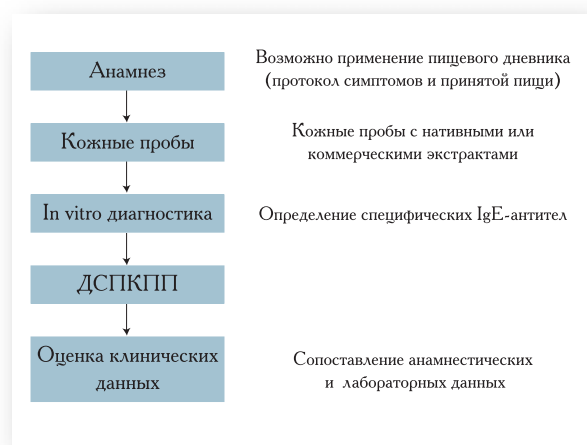 Анамнез
Возможно применение пищевого дневника
(протокол симптомов и принятой пищи)
Кожные пробы
Кожные пробы с нативными или
коммерческими экстрактами
In vitro диагностика
Определение специфических IgE-антител
ДСПКПП
Оценка клинических
данных
Сопоставление анамнестических
и лабораторных данных